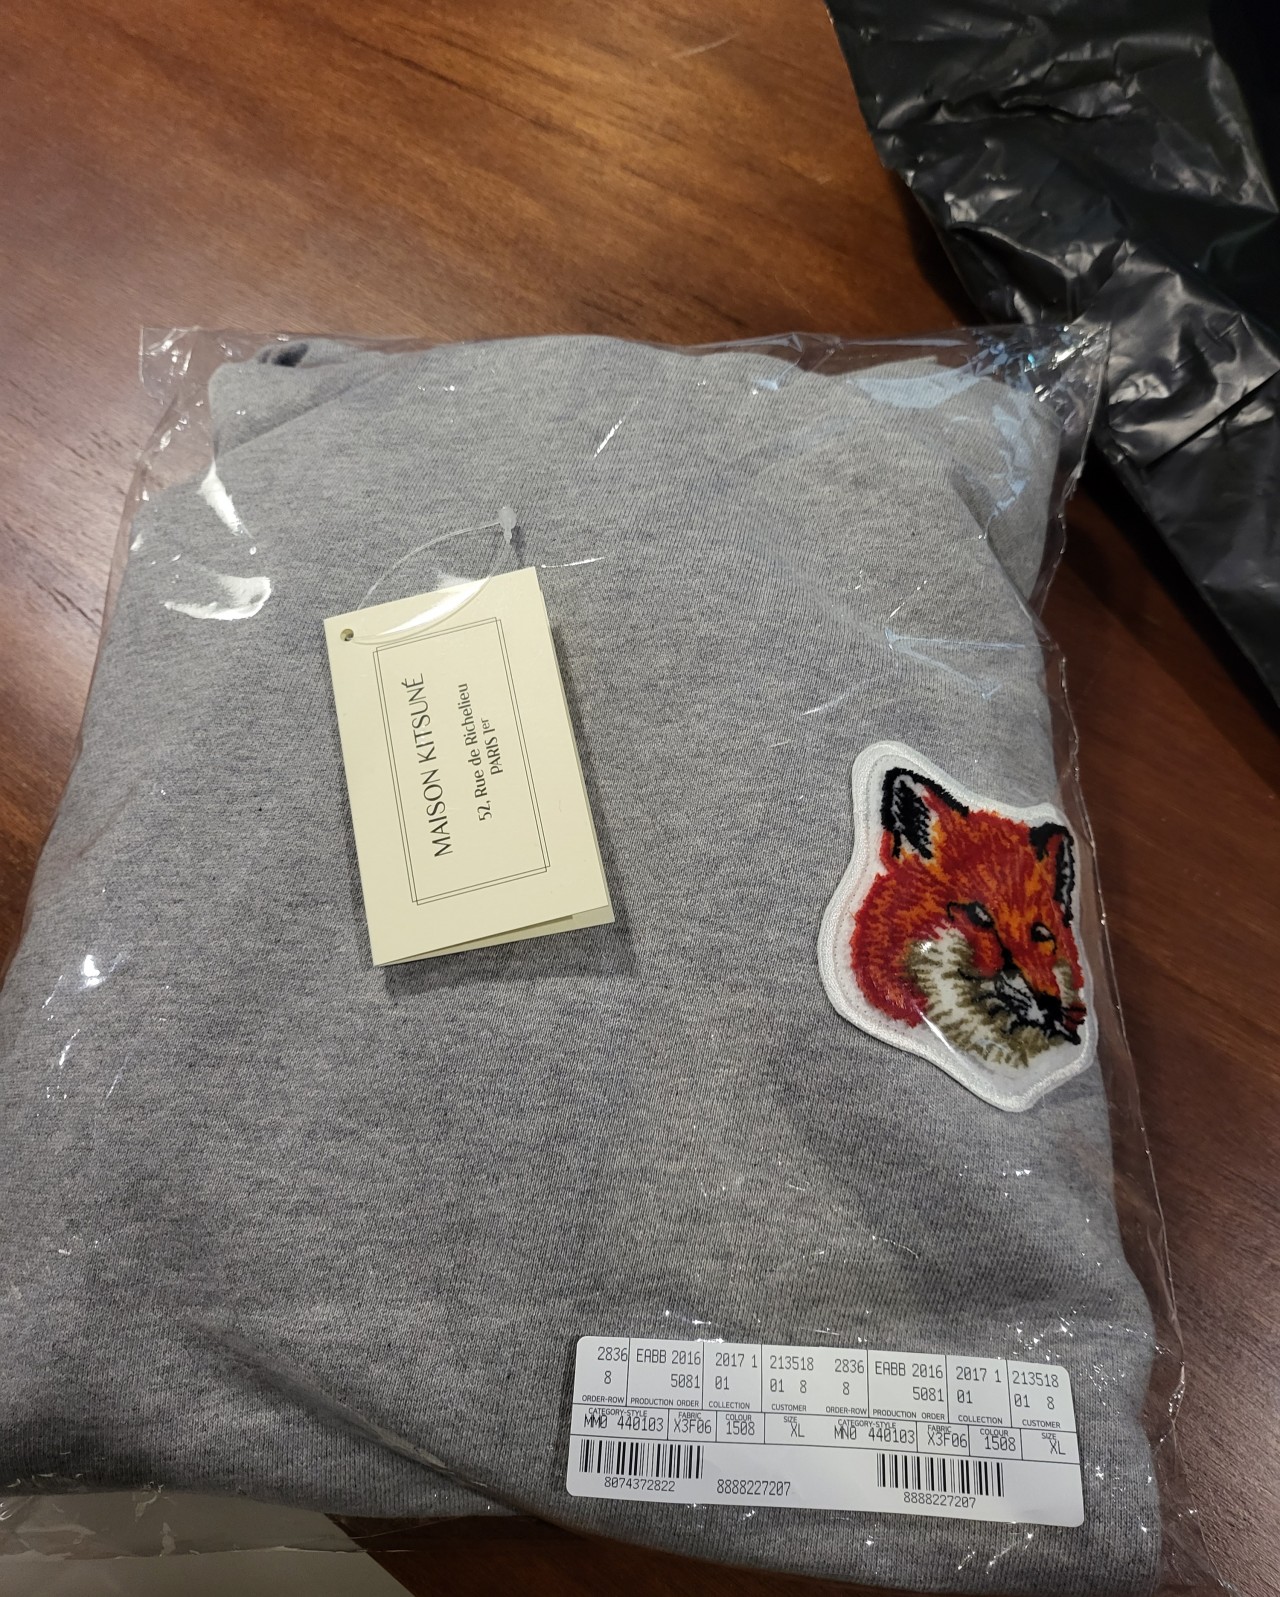 MAISON KITSUNÉ
52, Rue de Richelieu
PARIS 1er
2836 EABB 2016 2017 1 213518 2836 EABB 2016 2017 1 213518
8 5081 01 01 8 8 5081 01 01 8
ORDER-ROW PRODUCTION ORDER COLLECTION CUSTOMER ORDER-ROW PRODUCTION ORDER COLLECTION CUSTOMER
CATEGORY-STYLE FABRIC COLOUR SIZE CATEGORY-STYLE FABRIC COLOUR SIZE
MM0 440103 X3F06 1508 XL MN0 440103 X3F06 1508 XL
8074372822 8888227207 8888227207